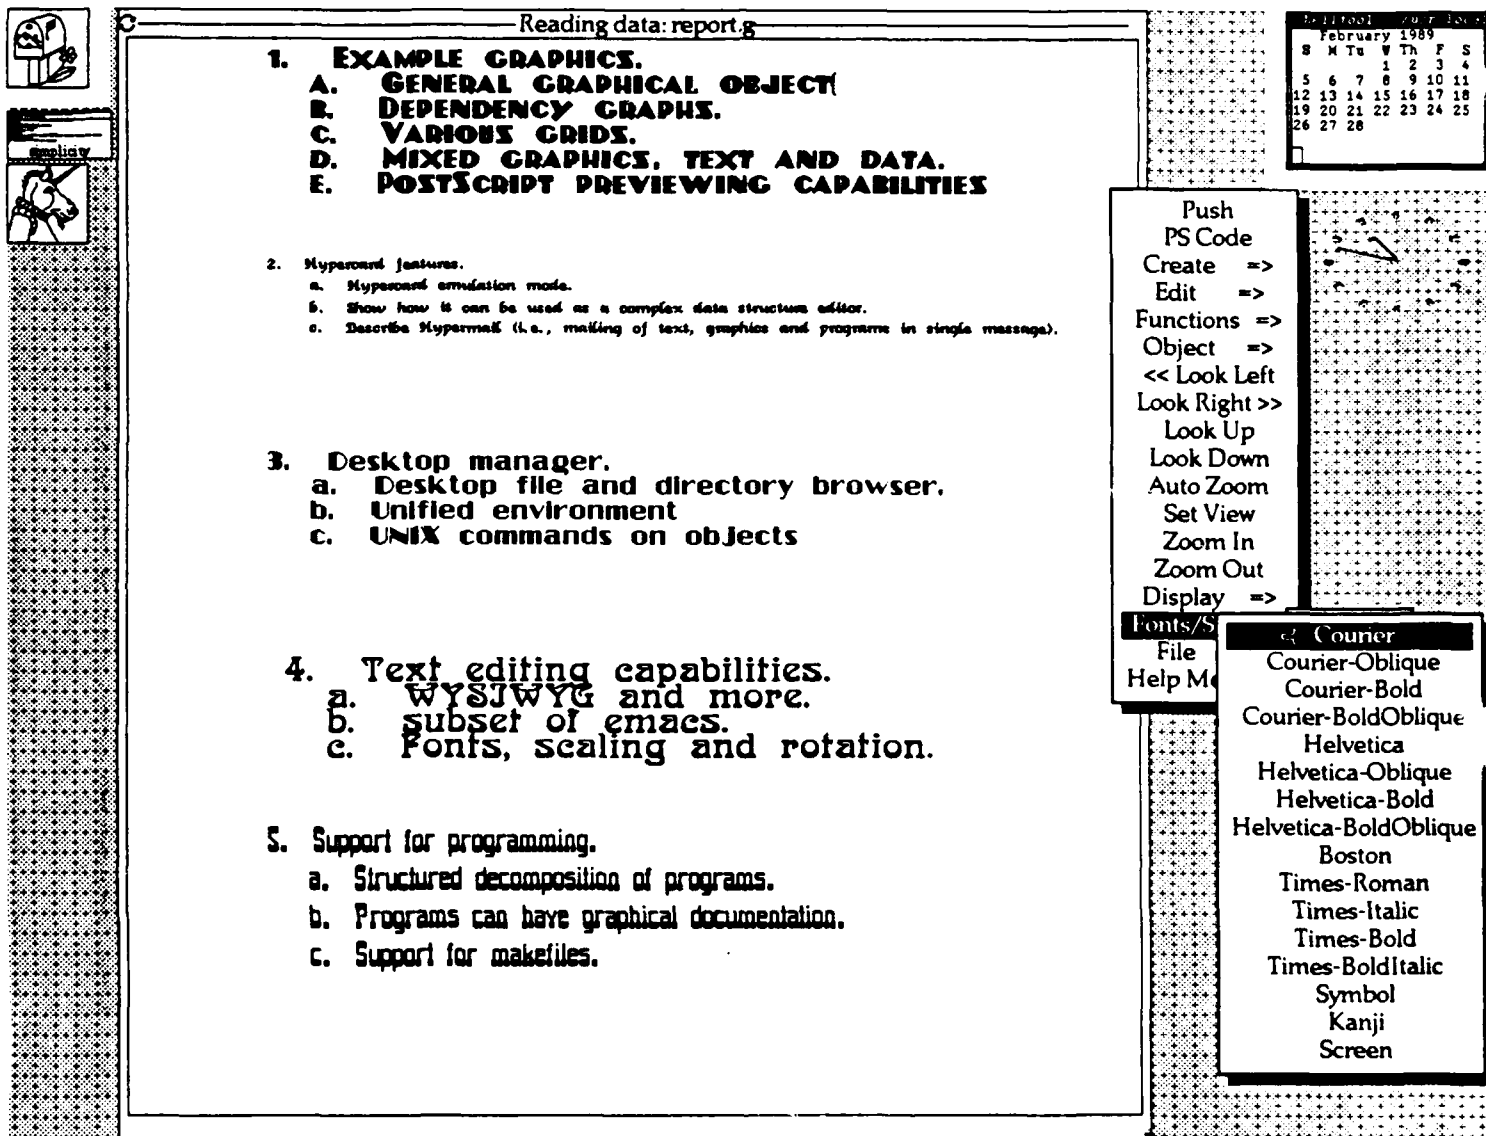 Reading data: report.g
1. EXAMPLE GRAPHICS.
A. GENERAL GRAPHICAL OBJECT
B. DEPENDENCY GRAPHS.
C. VARIOUS GRIDS.
D. MIXED GRAPHICS, TEXT AND DATA.
E. POSTSCRIPT PREVIEWING CAPABILITIES
2. Hypercard features.
a. Hypercard emulation mode.
b. Show how it can be used as a complex data structure editor.
c. Describe Hypermail (i.e., mailing of text, graphics and programs in single message).
3. Desktop manager.
a. Desktop file and directory browser.
b. Unified environment
c. UNIX commands on objects
4. Text editing capabilities.
a. WYSIWYG and more.
b. subset of emacs.
c. Fonts, scaling and rotation.
5. Support for programming.
a. Structured decomposition of programs.
b. Programs can have graphical documentation.
c. Support for makefiles.
simplicity
February 1989
S M Tu W Th F S
1 2 3 4
5 6 7 8 9 10 11
12 13 14 15 16 17 18
19 20 21 22 23 24 25
26 27 28
Push
PS Code
Create =>
Edit =>
Functions =>
Object =>
<< Look Left
Look Right >>
Look Up
Look Down
Auto Zoom
Set View
Zoom In
Zoom Out
Display =>
Fonts/S
File
Help Me
Courier
Courier-Oblique
Courier-Bold
Courier-BoldOblique
Helvetica
Helvetica-Oblique
Helvetica-Bold
Helvetica-BoldOblique
Boston
Times-Roman
Times-Italic
Times-Bold
Times-BoldItalic
Symbol
Kanji
Screen